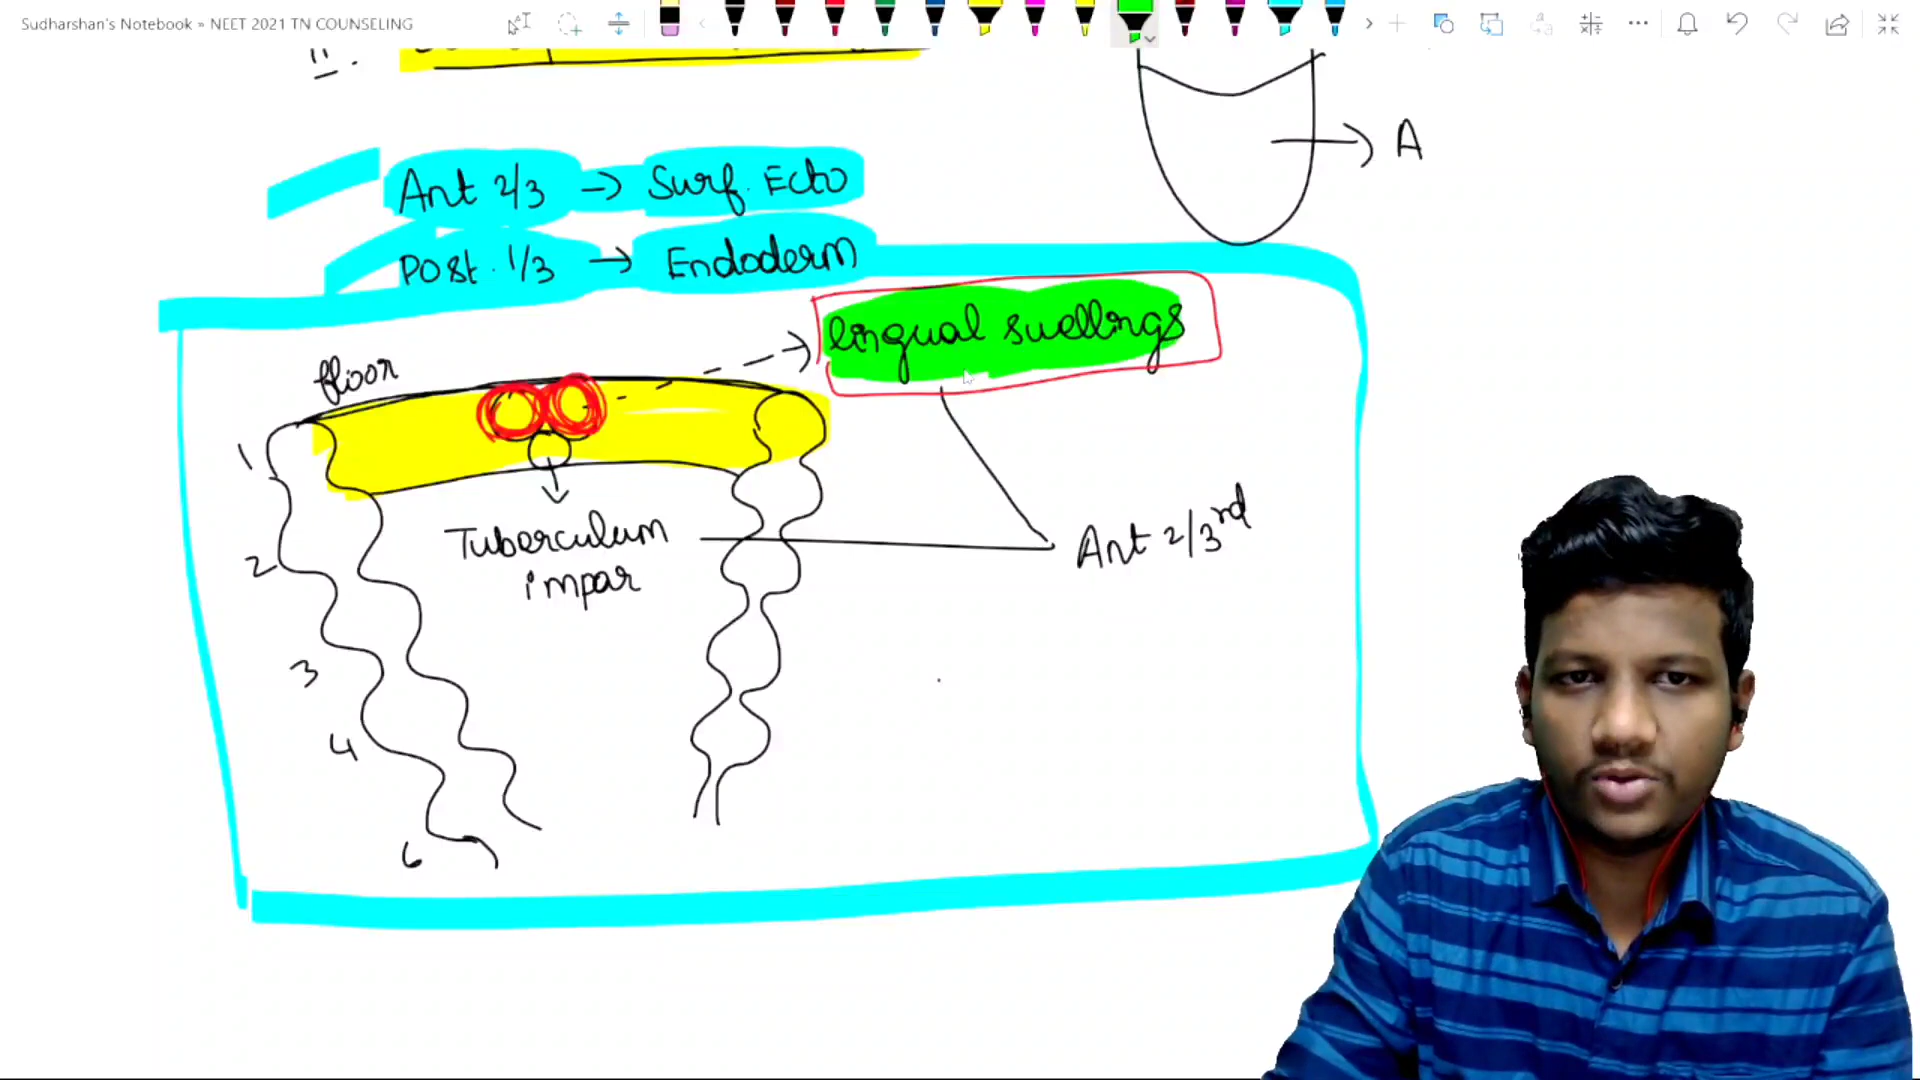 Sudharshan's Notebook » NEET 2021 TN COUNSELING
Ant 2/3 → Surf. Ecto
Post. 1/3 → Endoderm
A
lingual swellings
floor
1
2
3
4
6
Tuberculum
impar
Ant 2/3rd